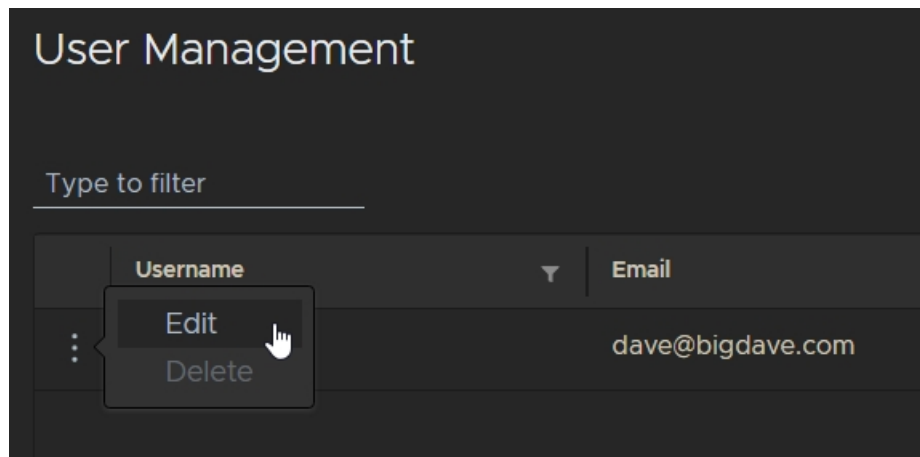 User Management
Type to filter
Username
Email
Edit
dave@bigdave.com
Delete